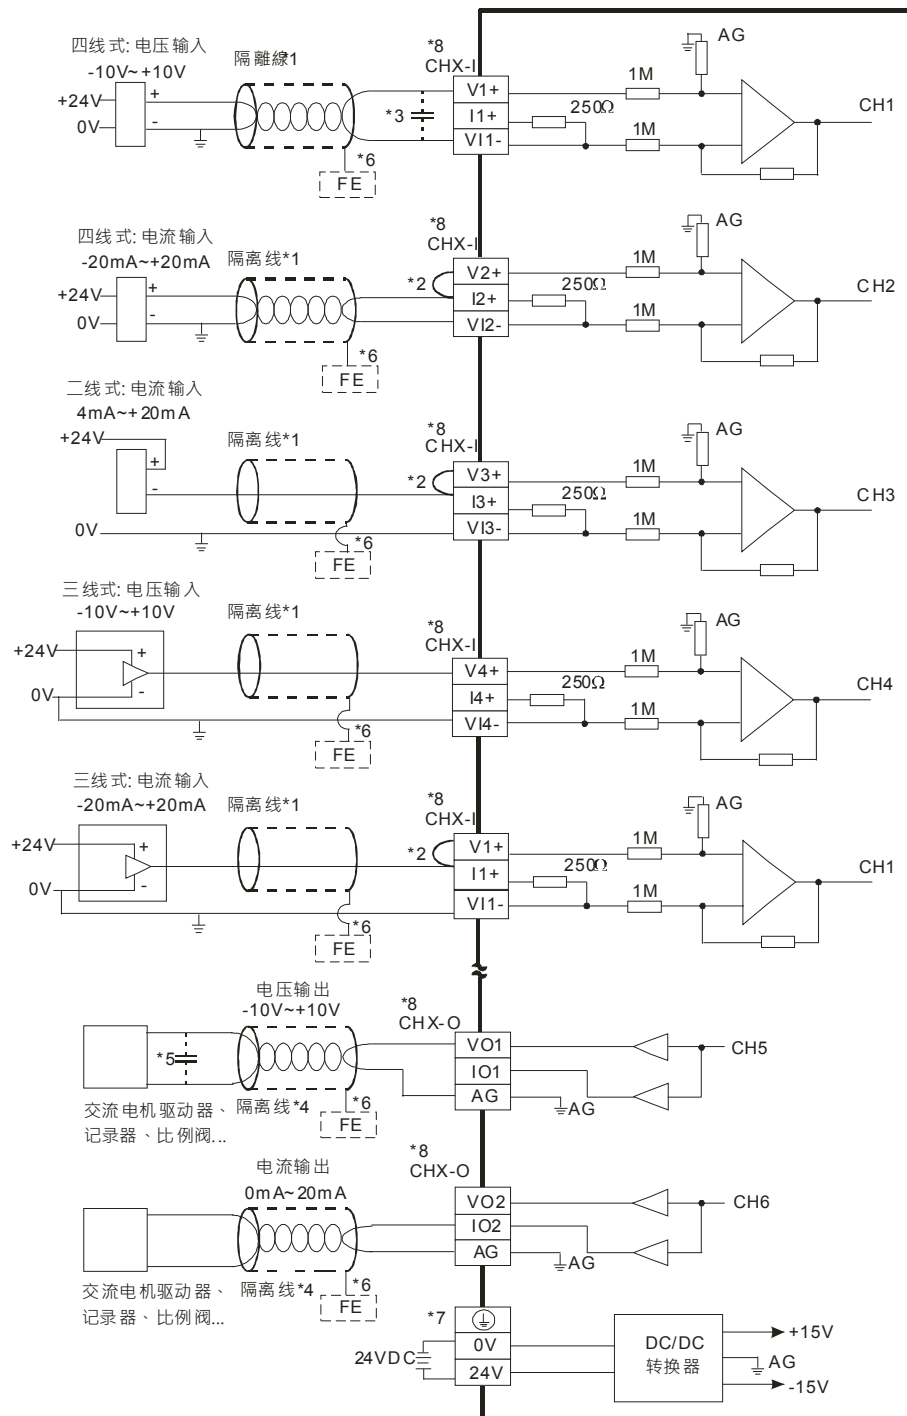 四线式: 电压输入
-10V~+10V
隔離線1
*8
CHX-I
AG
+24V
+
0V
-
*3
V1+
I1+
VI1-
250Ω
1M
1M
CH1
*6
FE
四线式: 电流输入
-20mA~+20mA
隔离线*1
*8
CHX-I
AG
+24V
+
0V
-
*2
V2+
I2+
VI2-
250Ω
1M
1M
CH2
*6
FE
二线式: 电流输入
4mA~+20mA
隔离线*1
*8
CHX-I
AG
+24V
+
-
0V
*2
V3+
I3+
VI3-
250Ω
1M
1M
CH3
*6
FE
三线式: 电压输入
-10V~+10V
隔离线*1
*8
CHX-I
AG
+24V
+
0V
-
V4+
I4+
VI4-
250Ω
1M
1M
CH4
*6
FE
三线式: 电流输入
-20mA~+20mA
隔离线*1
*8
CHX-I
AG
+24V
+
0V
-
*2
V1+
I1+
VI1-
250Ω
1M
1M
CH1
*6
FE
电压输出
-10V~+10V
*8
CHX-O
*5
VO1
IO1
AG
AG
CH5
交流电机驱动器、
记录器、比例阀...
隔离线*4
*6
FE
电流输出
0mA~20mA
*8
CHX-O
VO2
IO2
AG
AG
CH6
交流电机驱动器、
记录器、比例阀...
隔离线*4
*6
FE
*7
24VDC
0V
24V
DC/DC
转换器
+15V
AG
-15V